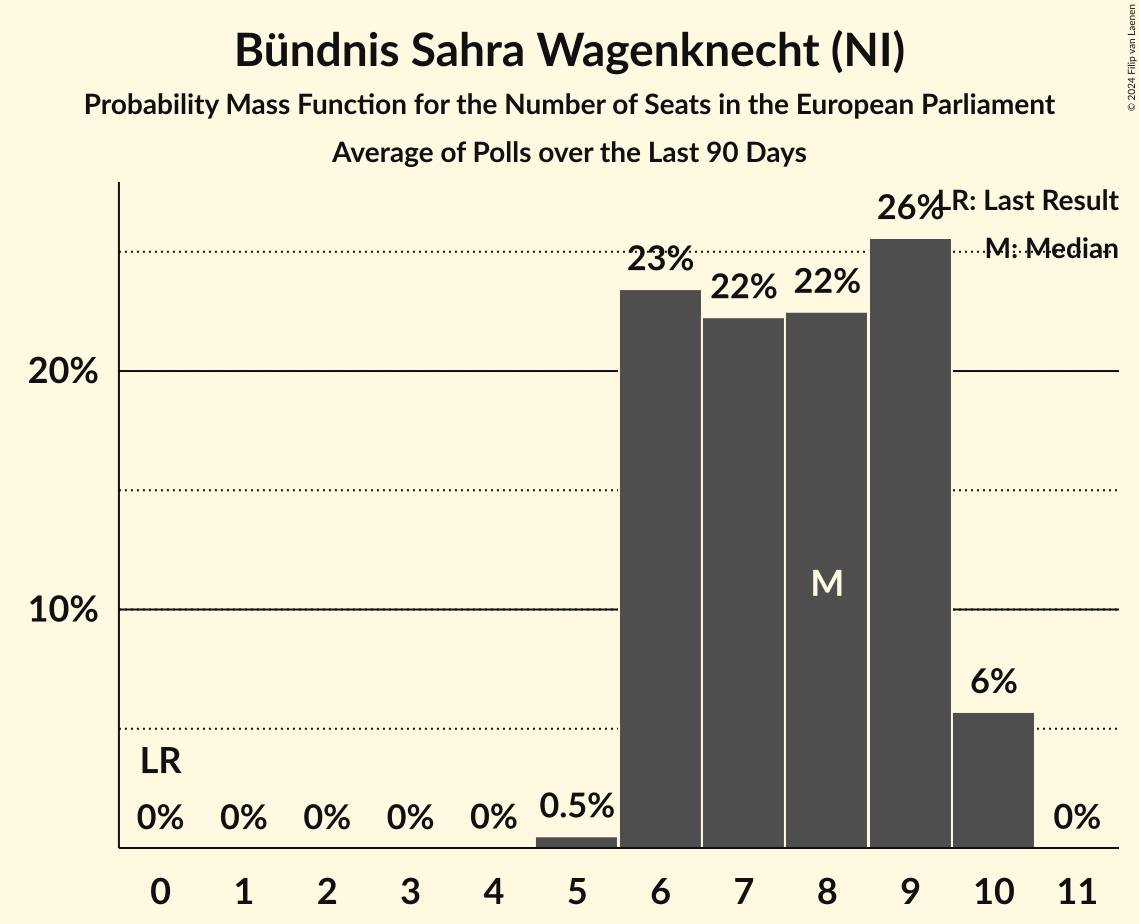 Bündnis Sahra Wagenknecht (NI)
Probability Mass Function for the Number of Seats in the European Parliament
Average of Polls over the Last 90 Days
© 2024 Filip van Laenen
LR: Last Result
M: Median
26%
23%
22%
22%
20%
M
10%
6%
LR
0%
0%
0%
0%
0%
0.5%
0%
0 1 2 3 4 5 6 7 8 9 10 11